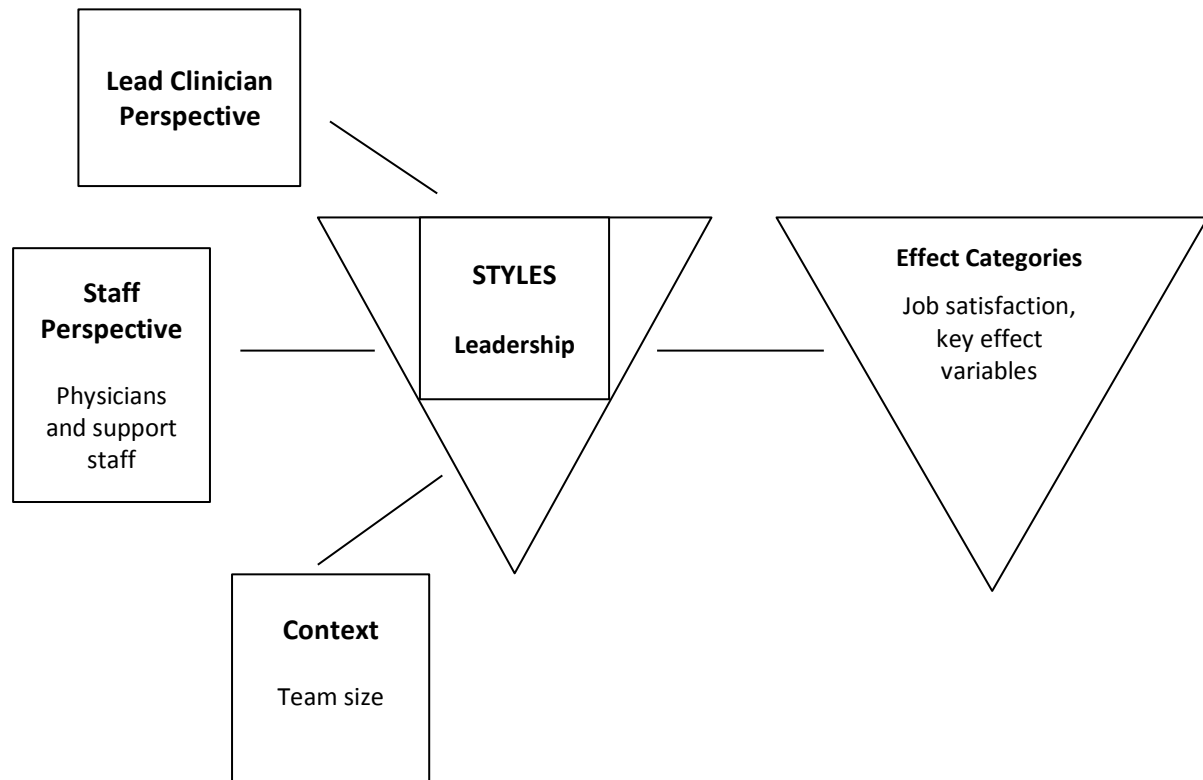 Lead Clinician
Perspective
Staff
Perspective
Physicians
and support
staff
Context
Team size
STYLES
Leadership
Effect Categories
Job satisfaction,
key effect
variables